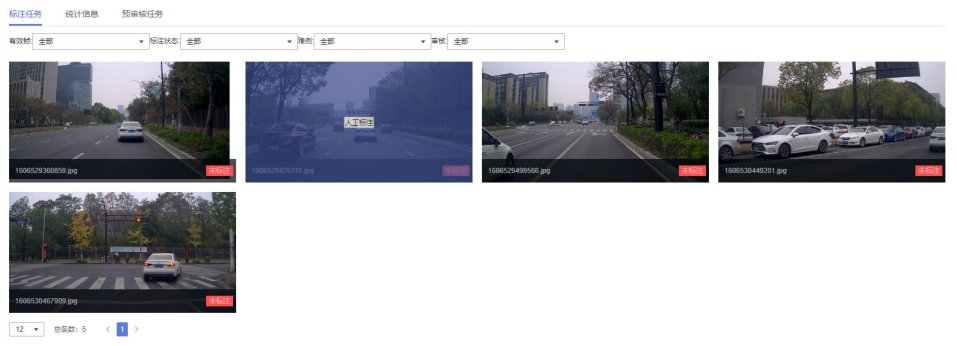 标注任务 统计信息 预审核任务
有效帧: 全部 标注状态: 全部 难例: 全部 审核: 全部
人工标注
1606529360859.jpg 未标注 1606529425315.jpg 未标注 1606529499566.jpg 未标注 1606530449201.jpg 未标注
1606530467909.jpg 未标注
12 总条数: 5 < 1 >